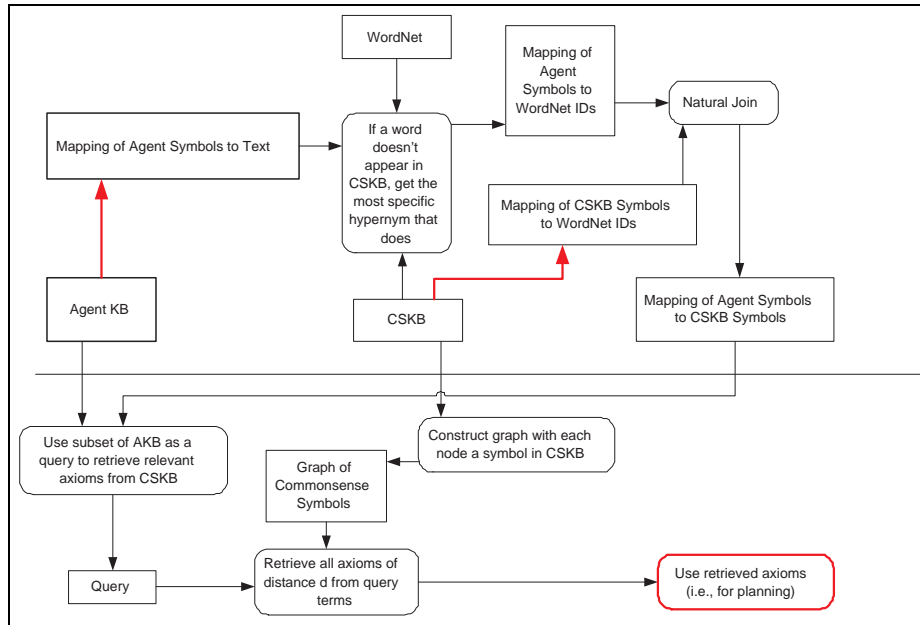 WordNet
Mapping of
Agent
Symbols to
WordNet IDs
Natural Join
Mapping of Agent Symbols to Text
If a word
doesn't
appear in
CSKB, get the
most specific
hypernym that
does
Mapping of CSKB Symbols
to WordNet IDs
Agent KB
CSKB
Mapping of Agent Symbols
to CSKB Symbols
Use subset of AKB as a
query to retrieve relevant
axioms from CSKB
Construct graph with each
node a symbol in CSKB
Graph of
Commonsense
Symbols
Query
Retrieve all axioms of
distance d from query
terms
Use retrieved axioms
(i.e., for planning)